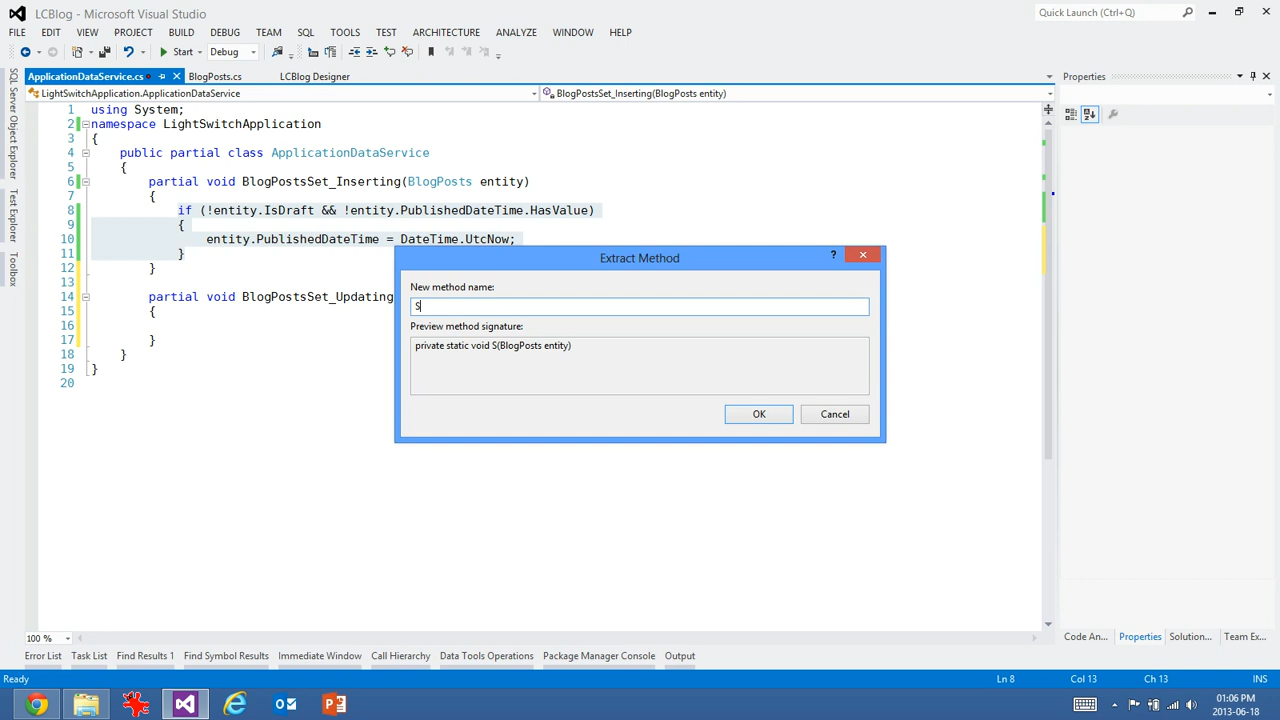 LCBlog - Microsoft Visual Studio
Quick Launch (Ctrl+Q)
FILE EDIT VIEW PROJECT BUILD DEBUG TEAM SQL TOOLS TEST ARCHITECTURE ANALYZE WINDOW HELP
Start Debug
ApplicationDataService.cs BlogPosts.cs LCBlog Designer
Properties
LightSwitchApplication.ApplicationDataService
BlogPostsSet_Inserting(BlogPosts entity)
SQL Server Object Explorer
Test Explorer
Toolbox
1 using System;
2 namespace LightSwitchApplication
3 {
4 public partial class ApplicationDataService
5 {
6 partial void BlogPostsSet_Inserting(BlogPosts entity)
7 {
8 if (!entity.IsDraft && !entity.PublishedDateTime.HasValue)
9 {
10 entity.PublishedDateTime = DateTime.UtcNow;
11 }
12 }
13
14 partial void BlogPostsSet_Updating
15 {
16
17 }
18 }
19 }
20
Extract Method
?
New method name:
S
Preview method signature:
private static void S(BlogPosts entity)
OK Cancel
100 %
Code An... Properties Solution... Team Ex...
Error List Task List Find Results 1 Find Symbol Results Immediate Window Call Hierarchy Data Tools Operations Package Manager Console Output
Ready
Ln 8 Col 13 Ch 13 INS
01:06 PM
2013-06-18